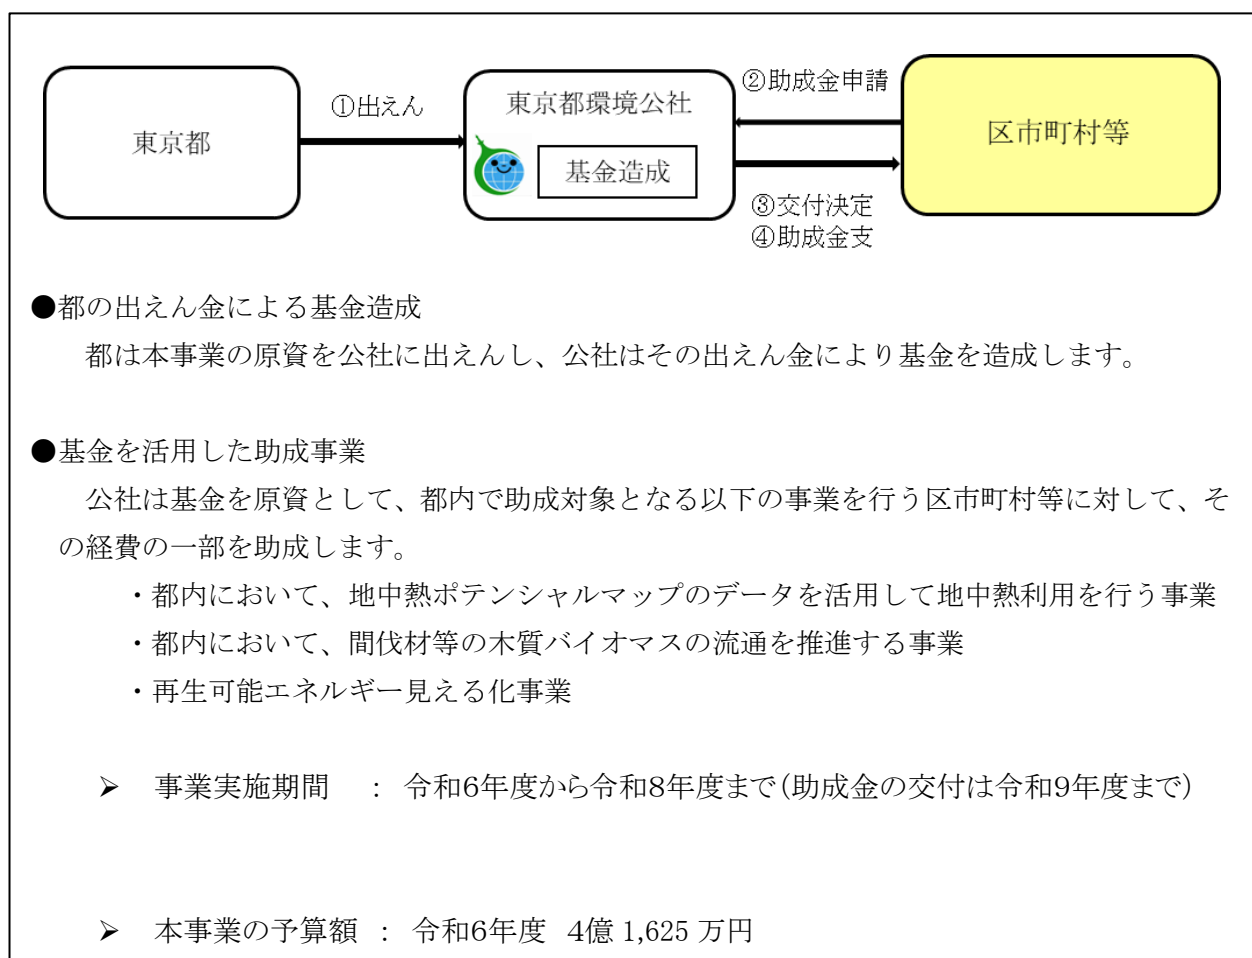 東京都
①出えん
東京都環境公社
基金造成
②助成金申請
③交付決定
④助成金支
区市町村等
●都の出えん金による基金造成
都は本事業の原資を公社に出えんし、公社はその出えん金により基金を造成します。
●基金を活用した助成事業
公社は基金を原資として、都内で助成対象となる以下の事業を行う区市町村等に対して、そ
の経費の一部を助成します。
・都内において、地中熱ポテンシャルマップのデータを活用して地中熱利用を行う事業
・都内において、間伐材等の木質バイオマスの流通を推進する事業
・再生可能エネルギー見える化事業
➢ 事業実施期間 : 令和6年度から令和8年度まで(助成金の交付は令和9年度まで)
➢ 本事業の予算額 : 令和6年度 4億 1,625 万円